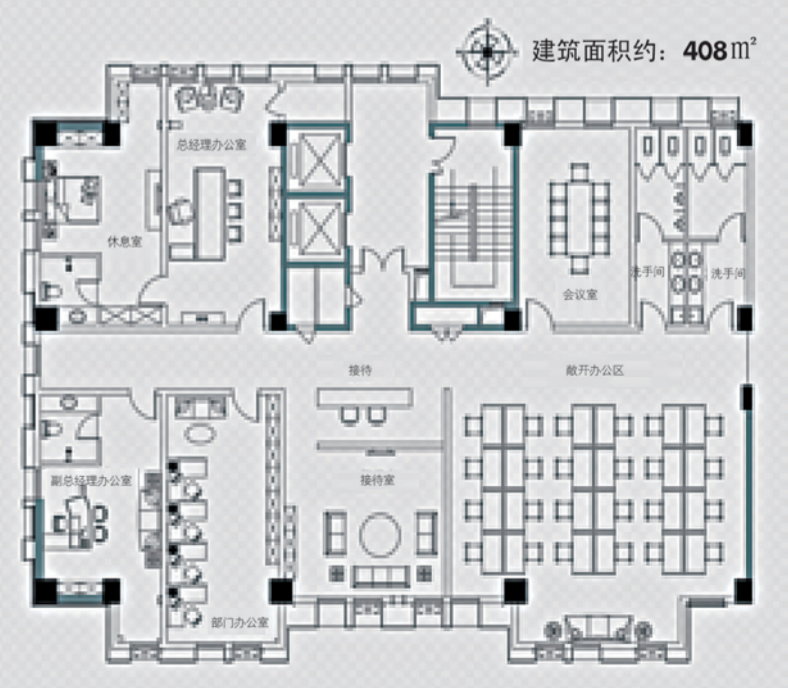 建筑面积约：408㎡
总经理办公室
休息室
会议室
洗手间
洗手间
接待
敞开办公区
副总经理办公室
接待室
部门办公室